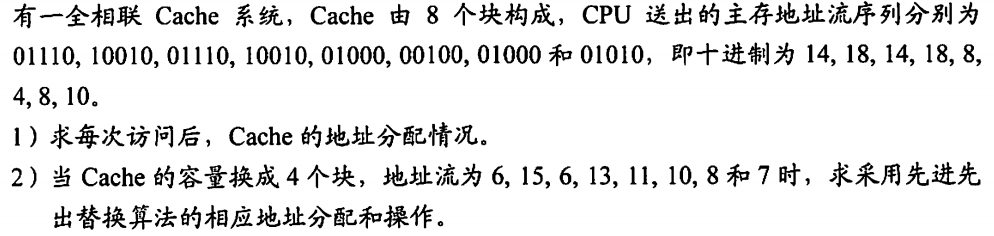 有一全相联 Cache 系统，Cache 由 8 个块构成，CPU 送出的主存地址流序列分别为
01110, 10010, 01110, 10010, 01000, 00100, 01000 和 01010，即十进制为 14, 18, 14, 18, 8,
4, 8, 10。
1）求每次访问后，Cache 的地址分配情况。
2）当 Cache 的容量换成 4 个块，地址流为 6, 15, 6, 13, 11, 10, 8 和 7 时，求采用先进先
出替换算法的相应地址分配和操作。